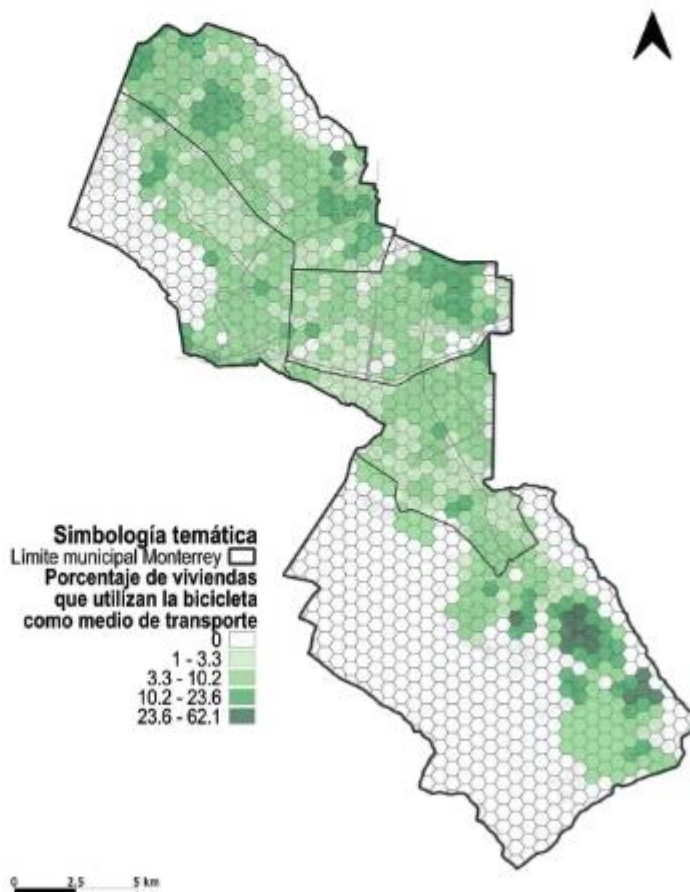 Simbología temática
Límite municipal Monterrey
Porcentaje de viviendas
que utilizan la bicicleta
como medio de transporte
0
1 - 3.3
3.3 - 10.2
10.2 - 23.6
23.6 - 62.1
0 2.5 5 km